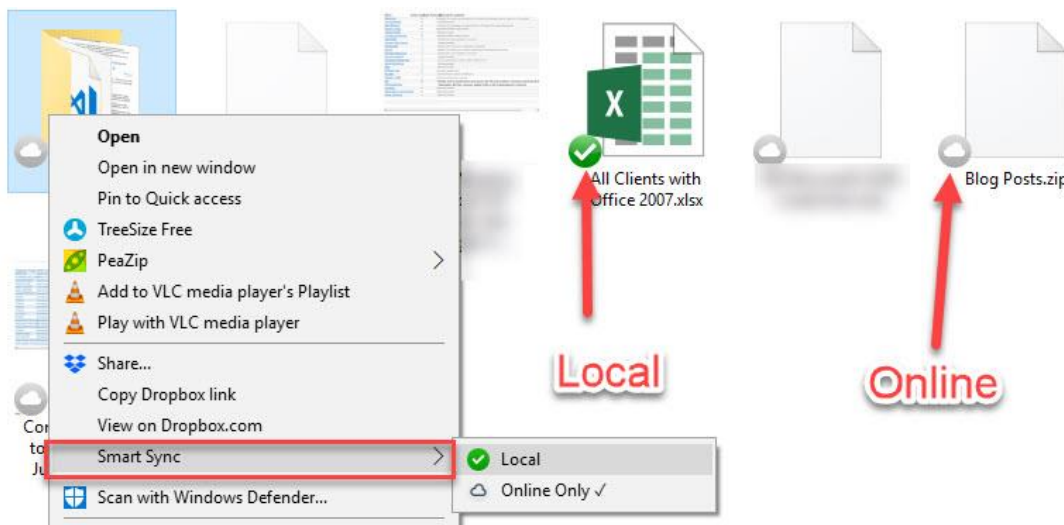 Open
Open in new window
Pin to Quick access
TreeSize Free
PeaZip
Add to VLC media player's Playlist
Play with VLC media player
Share...
Copy Dropbox link
View on Dropbox.com
Smart Sync
Scan with Windows Defender...
Local
Online Only ✓
All Clients with
Office 2007.xlsx
Blog Posts.zip
Local
Online